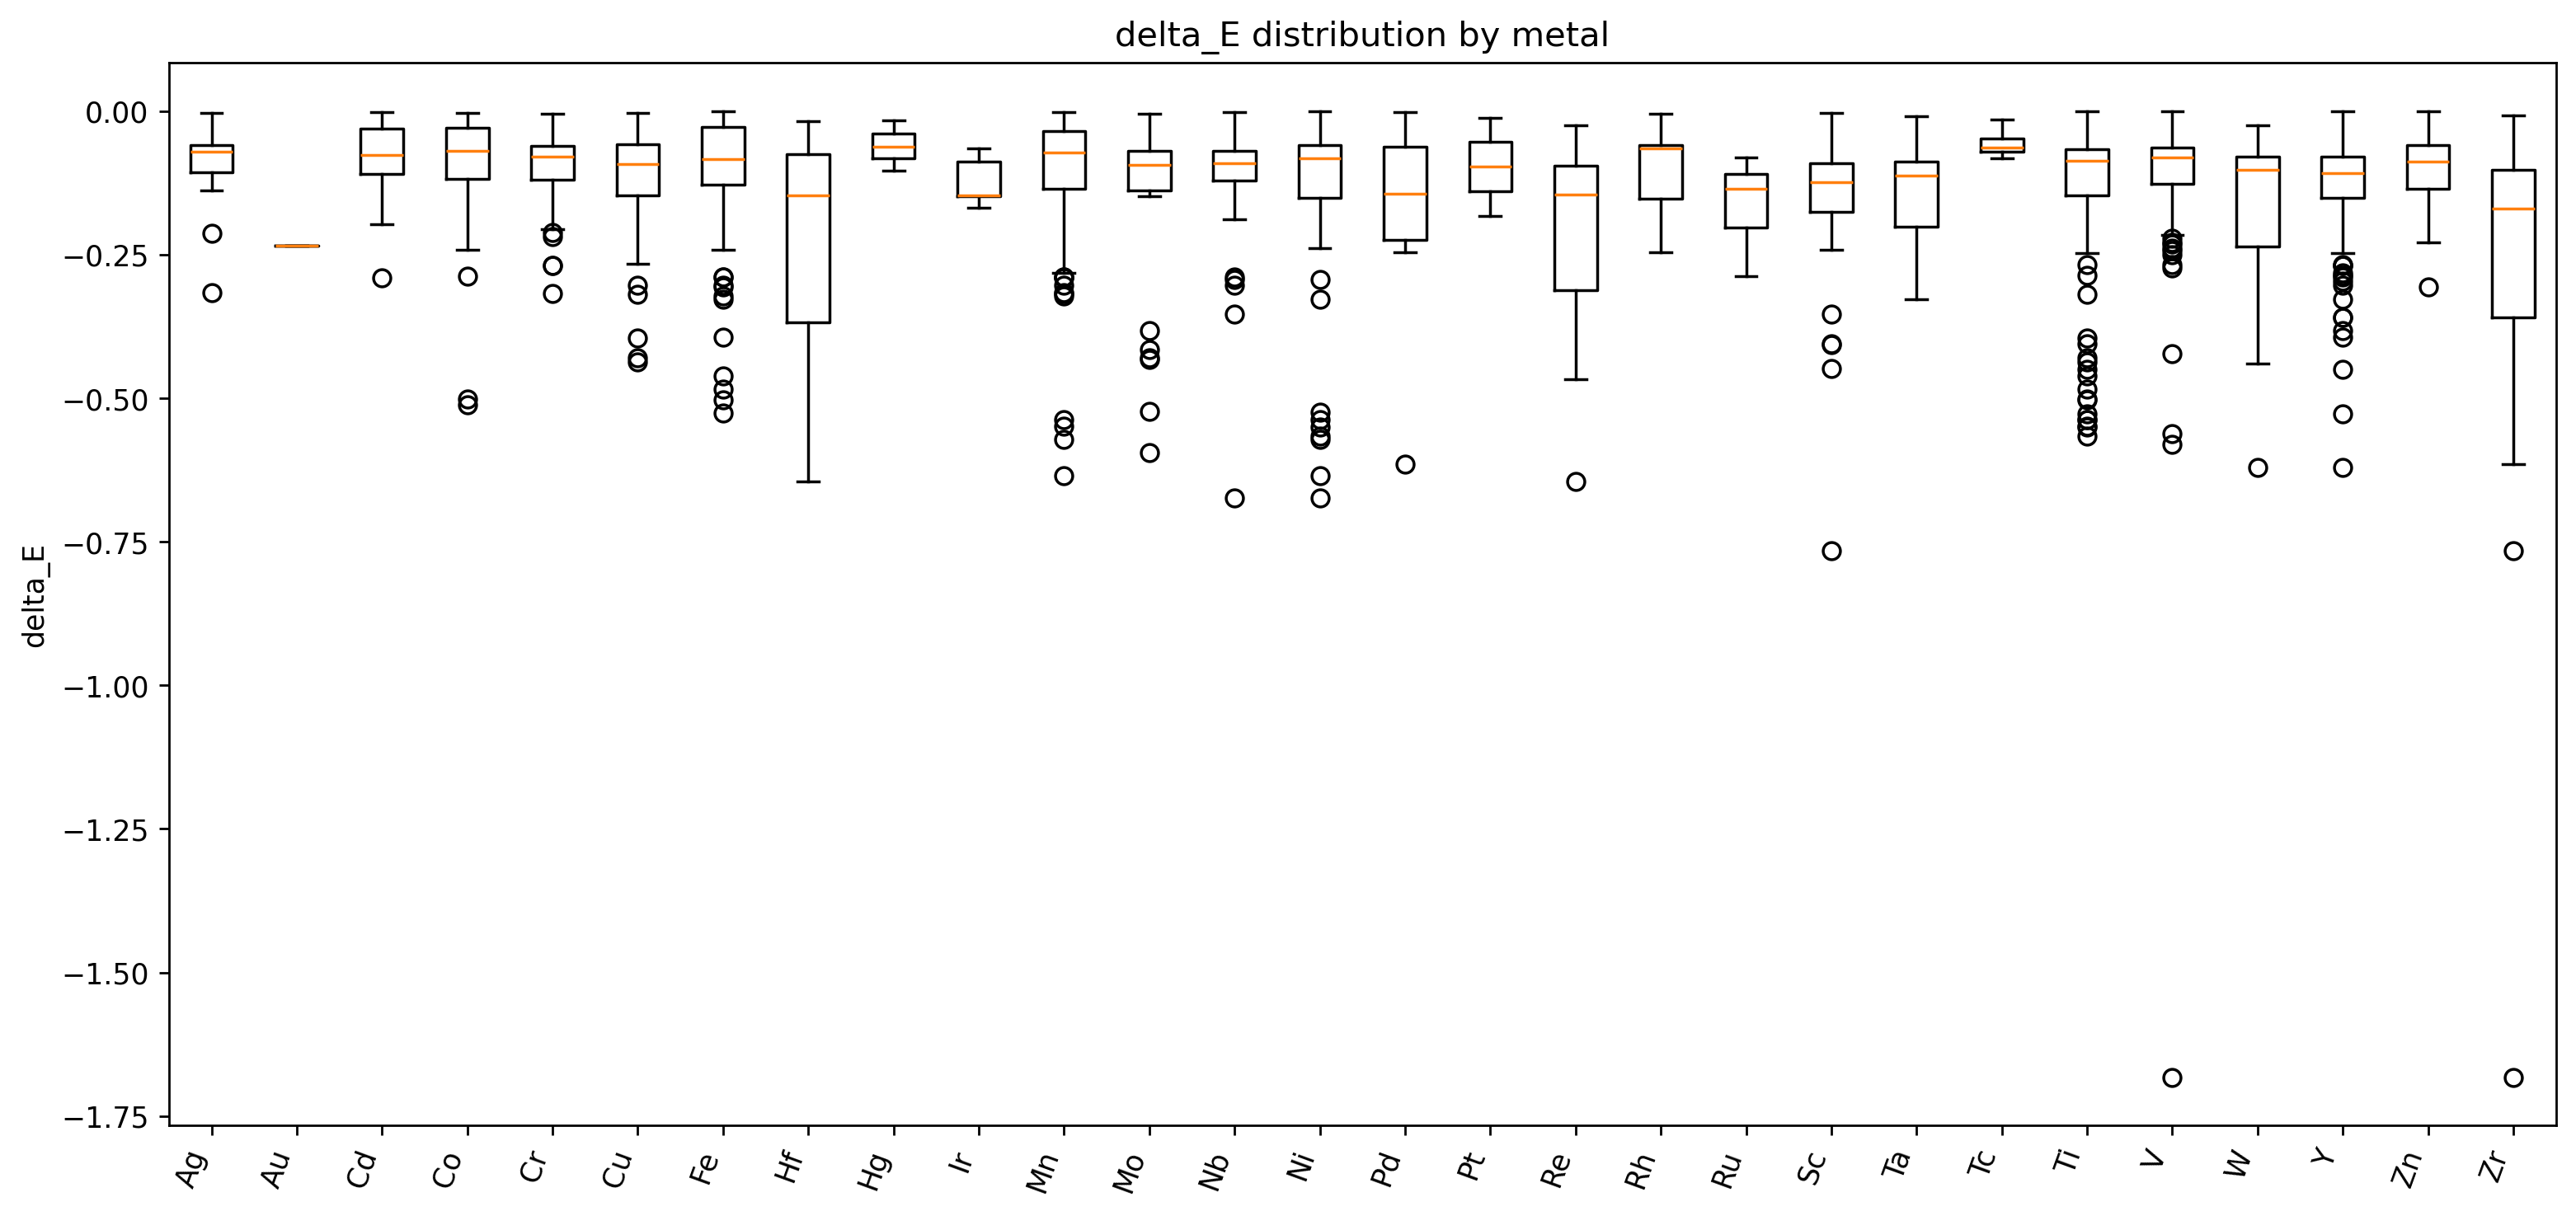 delta_E distribution by metal
delta_E
0.00
−0.25
−0.50
−0.75
−1.00
−1.25
−1.50
−1.75
Ag Au Cd Co Cr Cu Fe Hf Hg Ir Mn Mo Nb Ni Pd Pt Re Rh Ru Sc Ta Tc Ti V W Y Zn Zr